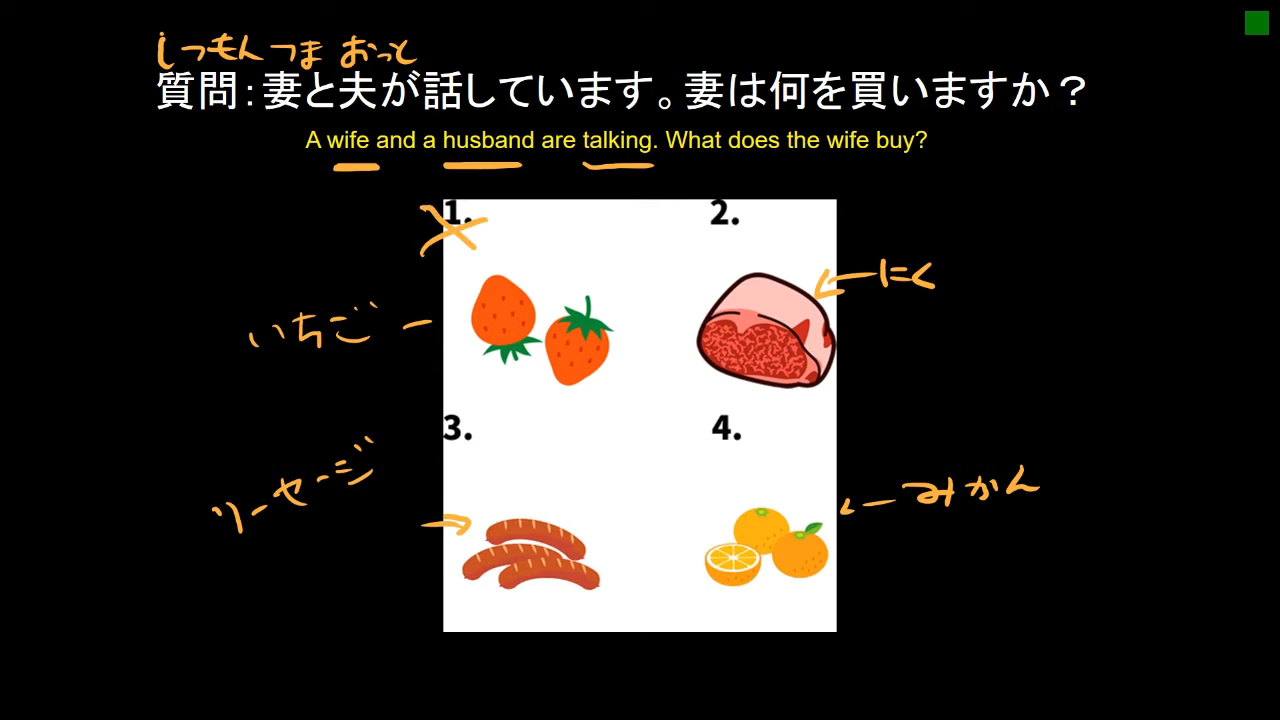 しつもん つま おっと
質問：妻と夫が話しています。妻は何を買いますか？
A wife and a husband are talking. What does the wife buy?
1.
2.
にく
いちご
3.
4.
ソーセージ
みかん